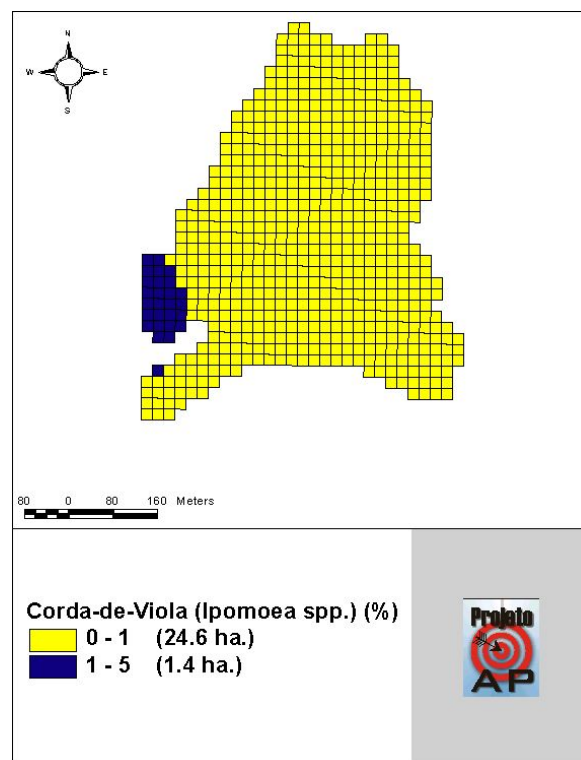 N
W E
S
80 0 80 160 Meters
Corda-de-Viola (Ipomoea spp.) (%)
0 - 1 (24.6 ha.)
1 - 5 (1.4 ha.)
Projeto
AP